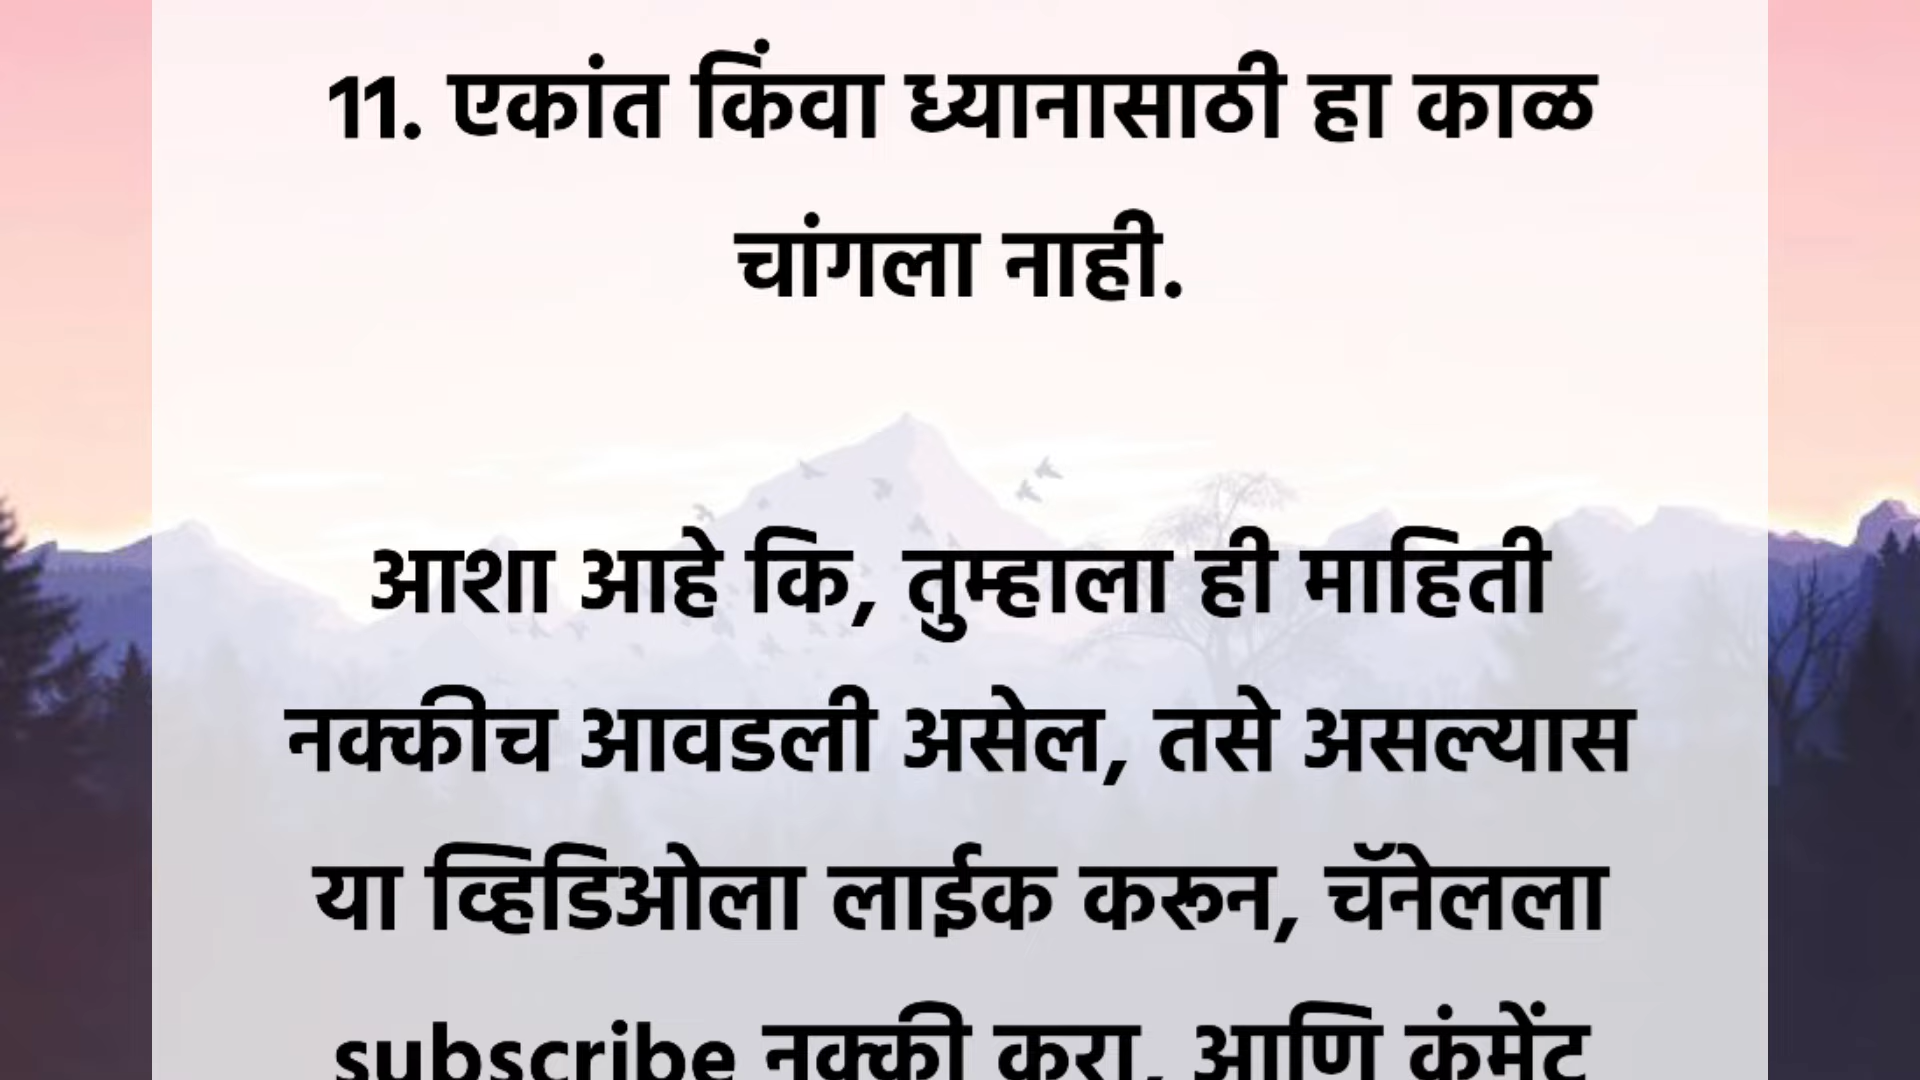 11. एकांत किंवा ध्यानासाठी हा काळ
चांगला नाही.
आशा आहे कि, तुम्हाला ही माहिती
नक्कीच आवडली असेल, तसे असल्यास
या व्हिडिओला लाईक करून, चॅनेलला
subscribe नक्की करा, आणि कंमेंट